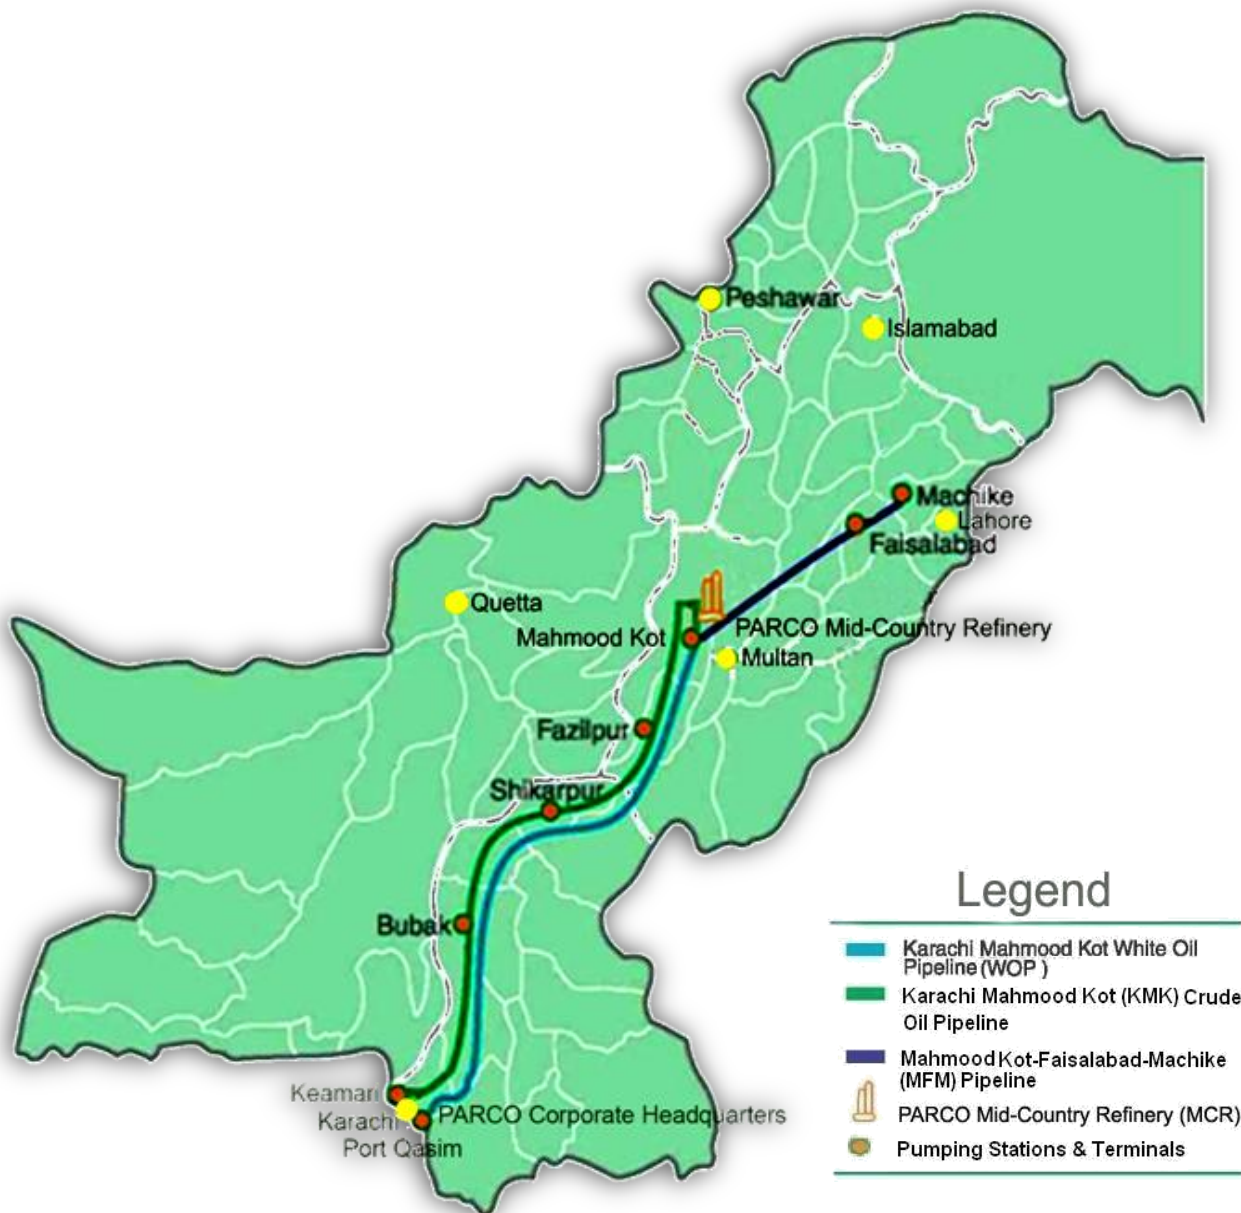 Peshawar
Islamabad
Machike
Lahore
Faisalabad
Quetta
Mahmood Kot
PARCO Mid-Country Refinery
Multan
Fazilpur
Shikarpur
Bubak
Keamari
Karachi
PARCO Corporate Headquarters
Port Qasim
Legend
Karachi Mahmood Kot White Oil
Pipeline (WOP )
Karachi Mahmood Kot (KMK) Crude
Oil Pipeline
Mahmood Kot-Faisalabad-Machike
(MFM) Pipeline
PARCO Mid-Country Refinery (MCR)
Pumping Stations & Terminals